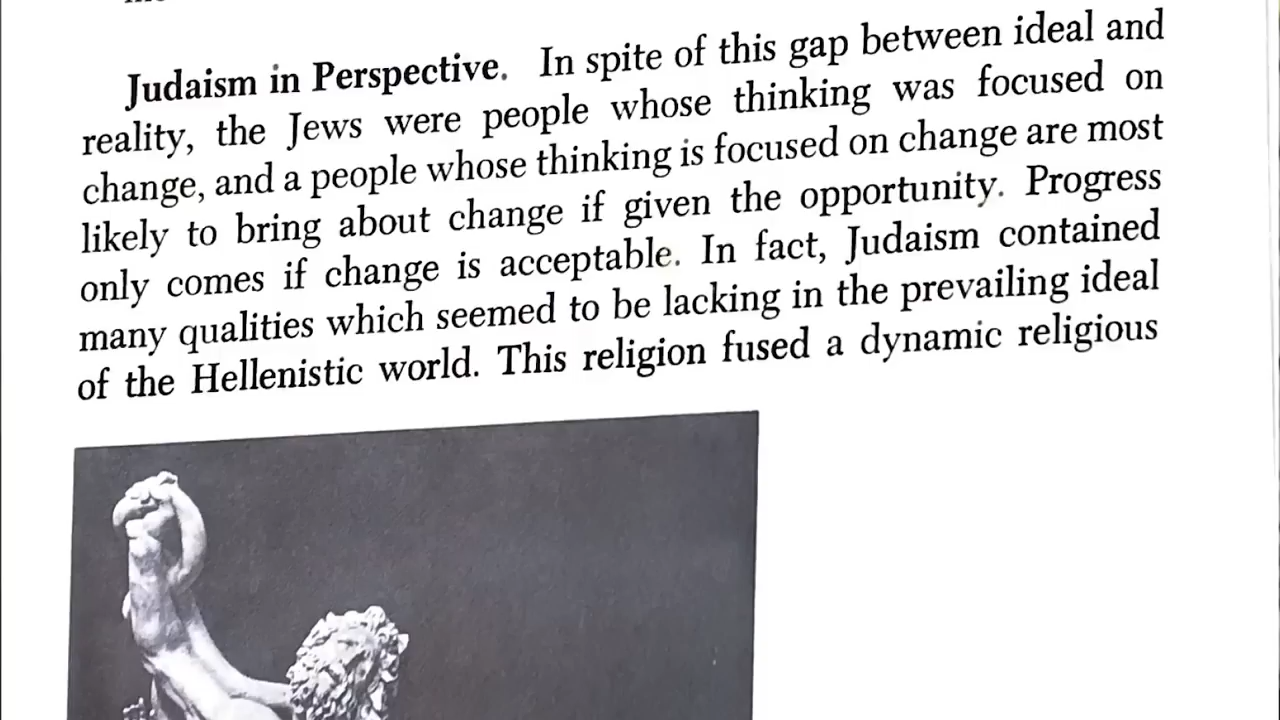 Judaism in Perspective. In spite of this gap between ideal and
reality, the Jews were people whose thinking was focused on
change, and a people whose thinking is focused on change are most
likely to bring about change if given the opportunity. Progress
only comes if change is acceptable. In fact, Judaism contained
many qualities which seemed to be lacking in the prevailing ideal
of the Hellenistic world. This religion fused a dynamic religious